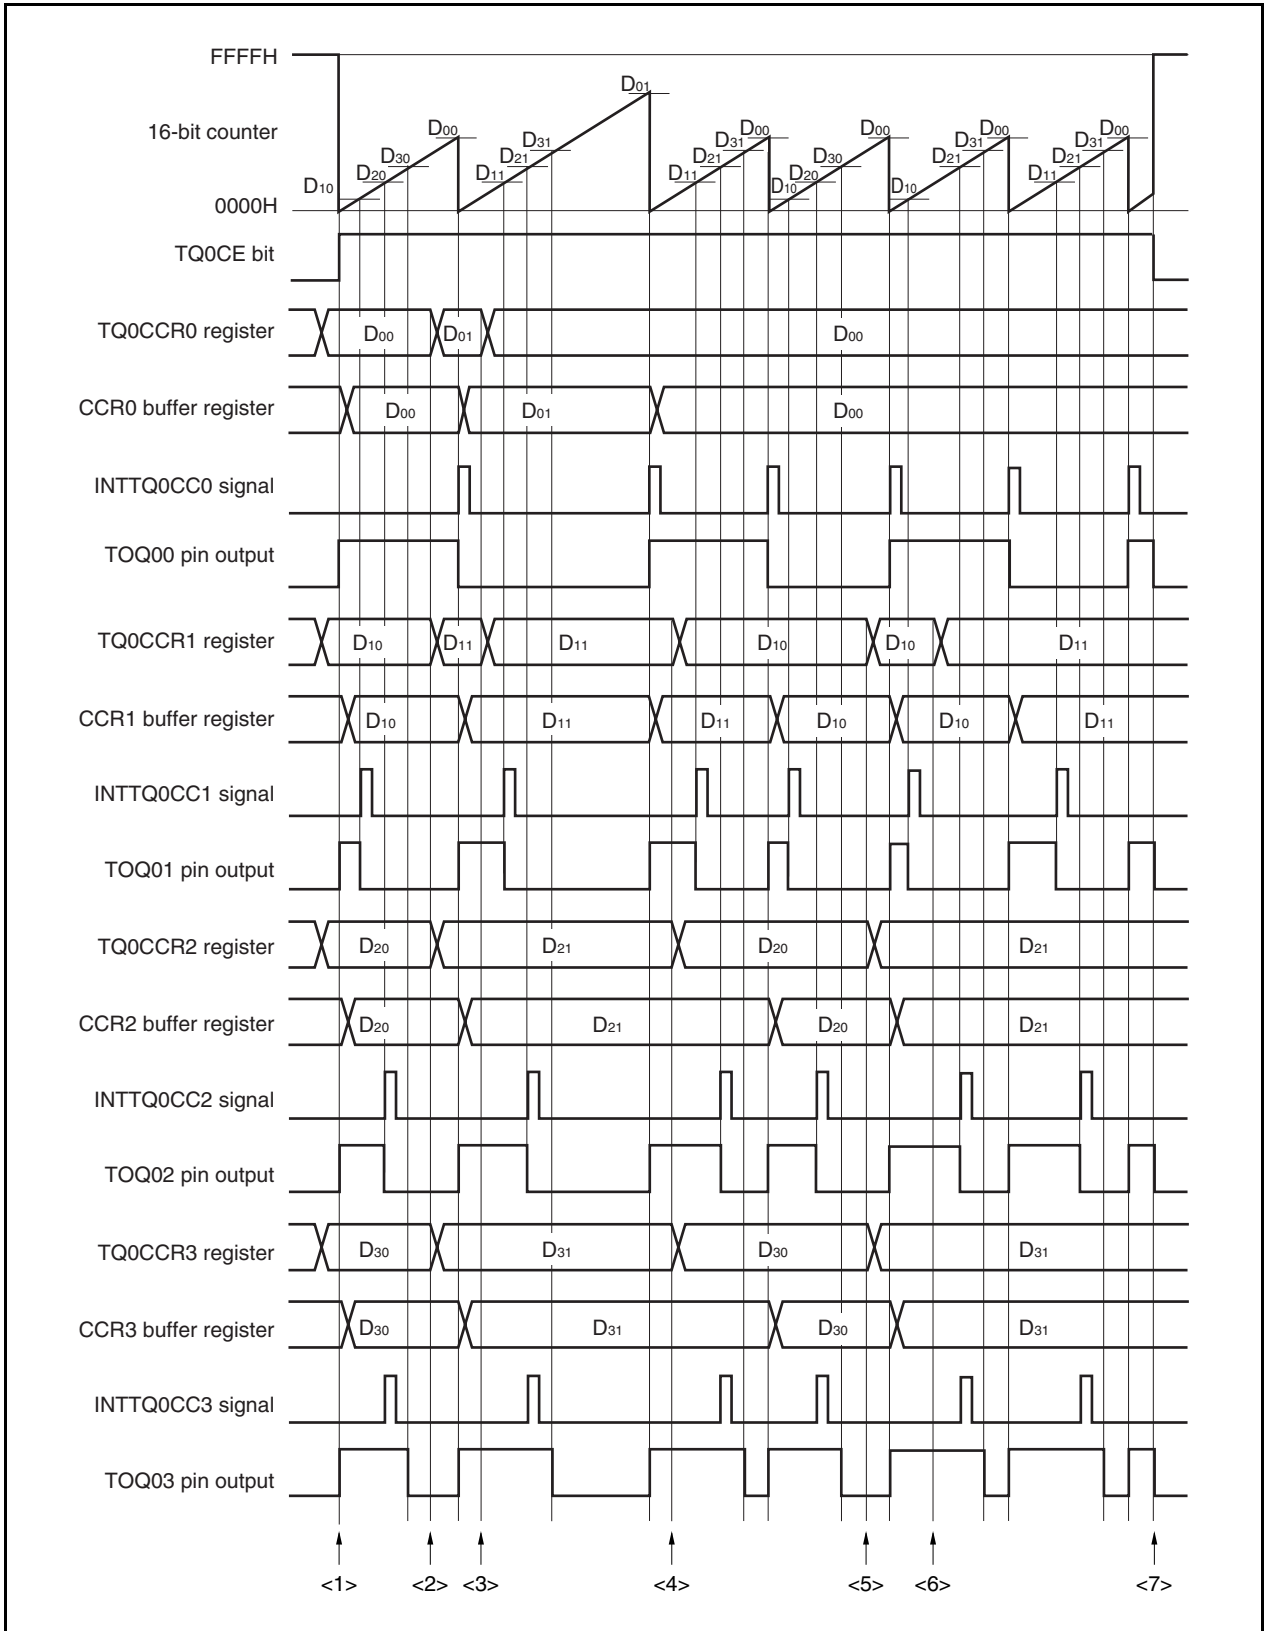 FFFFH
D01
16-bit counter
D00 D00 D00 D00 D00
D30 D31 D31 D30 D31 D31
D20 D21 D21 D20 D21 D21
D10 D11 D11 D10 D10 D11
0000H
TQ0CE bit
TQ0CCR0 register D00 D01 D00
CCR0 buffer register D00 D01 D00
INTTQ0CC0 signal
TOQ00 pin output
TQ0CCR1 register D10 D11 D11 D10 D10 D11
CCR1 buffer register D10 D11 D11 D10 D10 D11
INTTQ0CC1 signal
TOQ01 pin output
TQ0CCR2 register D20 D21 D20 D21
CCR2 buffer register D20 D21 D20 D21
INTTQ0CC2 signal
TOQ02 pin output
TQ0CCR3 register D30 D31 D30 D31
CCR3 buffer register D30 D31 D30 D31
INTTQ0CC3 signal
TOQ03 pin output
<1> <2> <3> <4> <5> <6> <7>